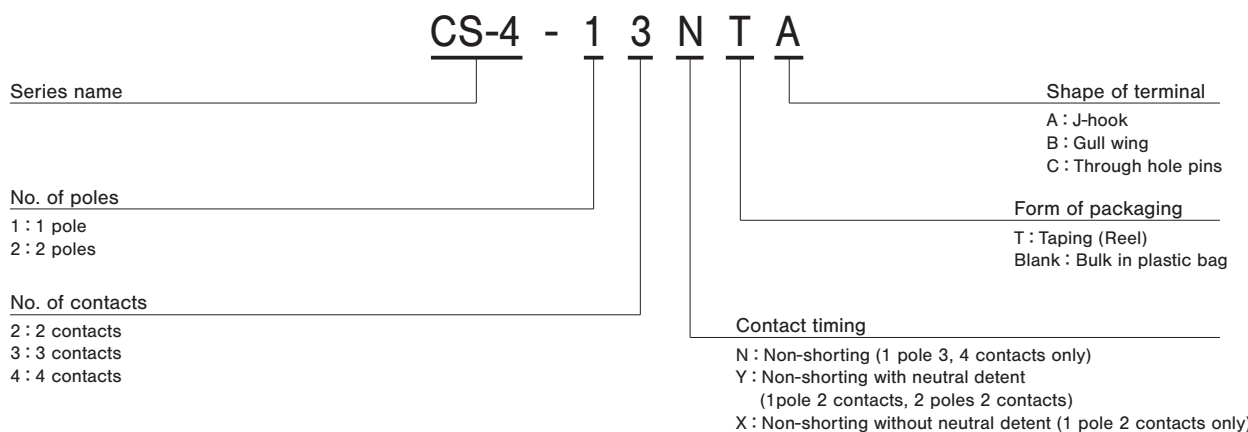 CS-4 - 1 3 N T A
Series name
No. of poles
1 : 1 pole
2 : 2 poles
No. of contacts
2 : 2 contacts
3 : 3 contacts
4 : 4 contacts
Shape of terminal
A : J-hook
B : Gull wing
C : Through hole pins
Form of packaging
T : Taping (Reel)
Blank : Bulk in plastic bag
Contact timing
N : Non-shorting (1 pole 3, 4 contacts only)
Y : Non-shorting with neutral detent
(1pole 2 contacts, 2 poles 2 contacts)
X : Non-shorting without neutral detent (1 pole 2 contacts only)